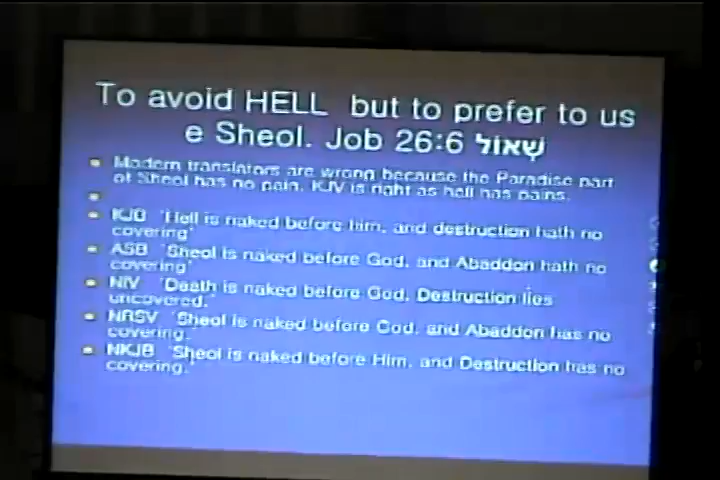 To avoid HELL but to prefer to us
e Sheol. Job 26:6 שְׁאוֹל
Modern translators are wrong because the Paradise part
of Sheol has no pain. KJV is right as hell has pains.
KJB 'Hell is naked before him, and destruction hath no
covering'
ASB 'Sheol is naked before God, and Abaddon hath no
covering'
NIV 'Death is naked before God, Destruction lies
uncovered.'
NRSV 'Sheol is naked before God, and Abaddon has no
covering.'
NKJB 'Sheol is naked before Him, and Destruction has no
covering.'